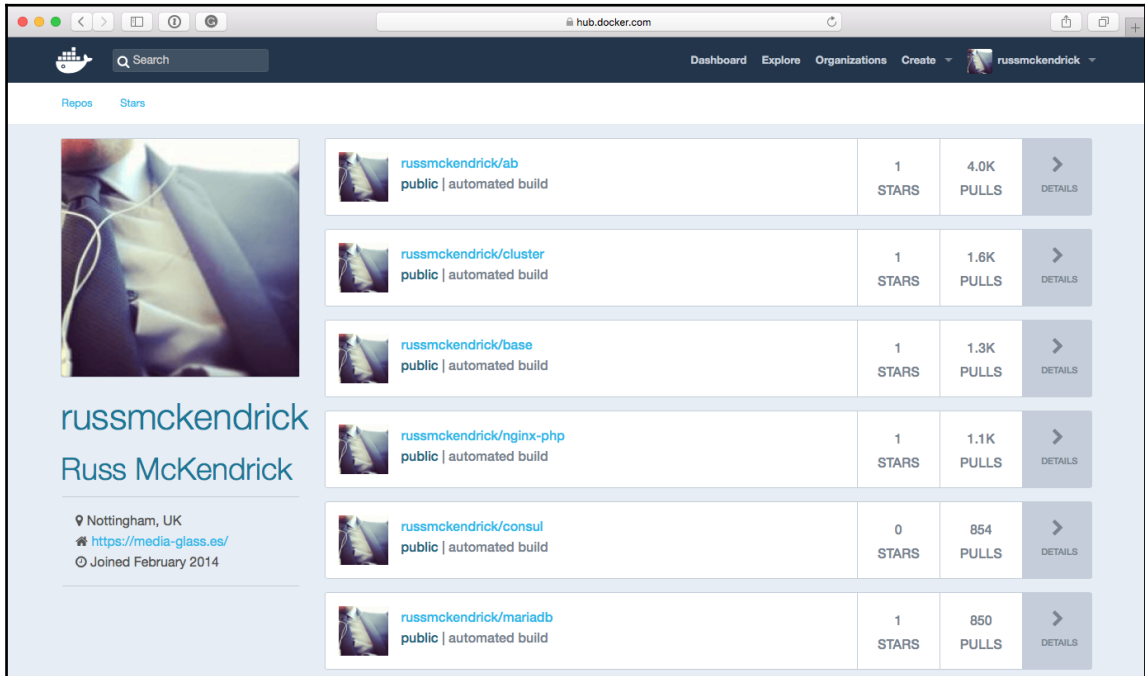 hub.docker.com
Search
Dashboard Explore Organizations Create russmckendrick
Repos Stars
russmckendrick/ab
public | automated build
1
STARS
4.0K
PULLS
DETAILS
russmckendrick/cluster
public | automated build
1
STARS
1.6K
PULLS
DETAILS
russmckendrick/base
public | automated build
1
STARS
1.3K
PULLS
DETAILS
russmckendrick/nginx-php
public | automated build
1
STARS
1.1K
PULLS
DETAILS
russmckendrick/consul
public | automated build
0
STARS
854
PULLS
DETAILS
russmckendrick/mariadb
public | automated build
1
STARS
850
PULLS
DETAILS
russmckendrick
Russ McKendrick
Nottingham, UK
https://media-glass.es/
Joined February 2014